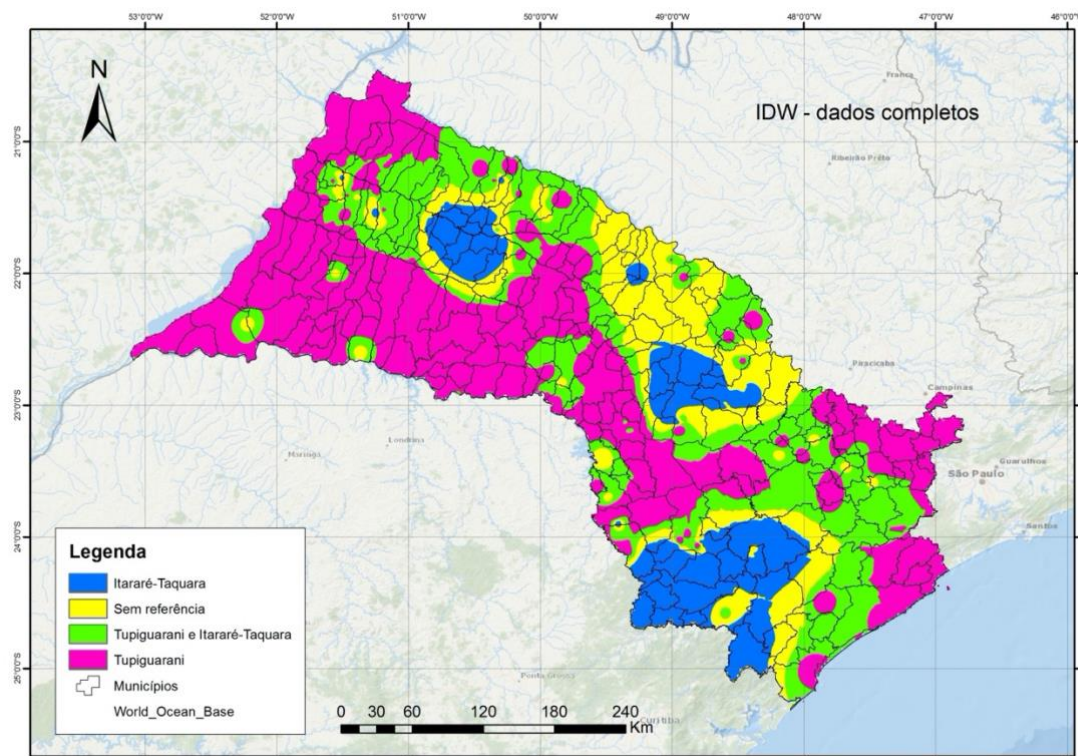 53°0'0"O 52°0'0"O 51°0'0"O 50°0'0"O 49°0'0"O 48°0'0"O 47°0'0"O 46°0'0"O
N
IDW - dados completos
Franca
21°0'0"S
Ribeirão Prêto
22°0'0"S
Piracicaba
Campinas
23°0'0"S
Londrina
Maringá
Guarulhos
São Paulo
24°0'0"S
Santos
Legenda
Itararé-Taquara
Sem referência
Tupiguarani e Itararé-Taquara
Tupiguarani
Municípios
World_Ocean_Base
25°0'0"S
Ponta Grossa
Curitiba
0 30 60 120 180 240
Km